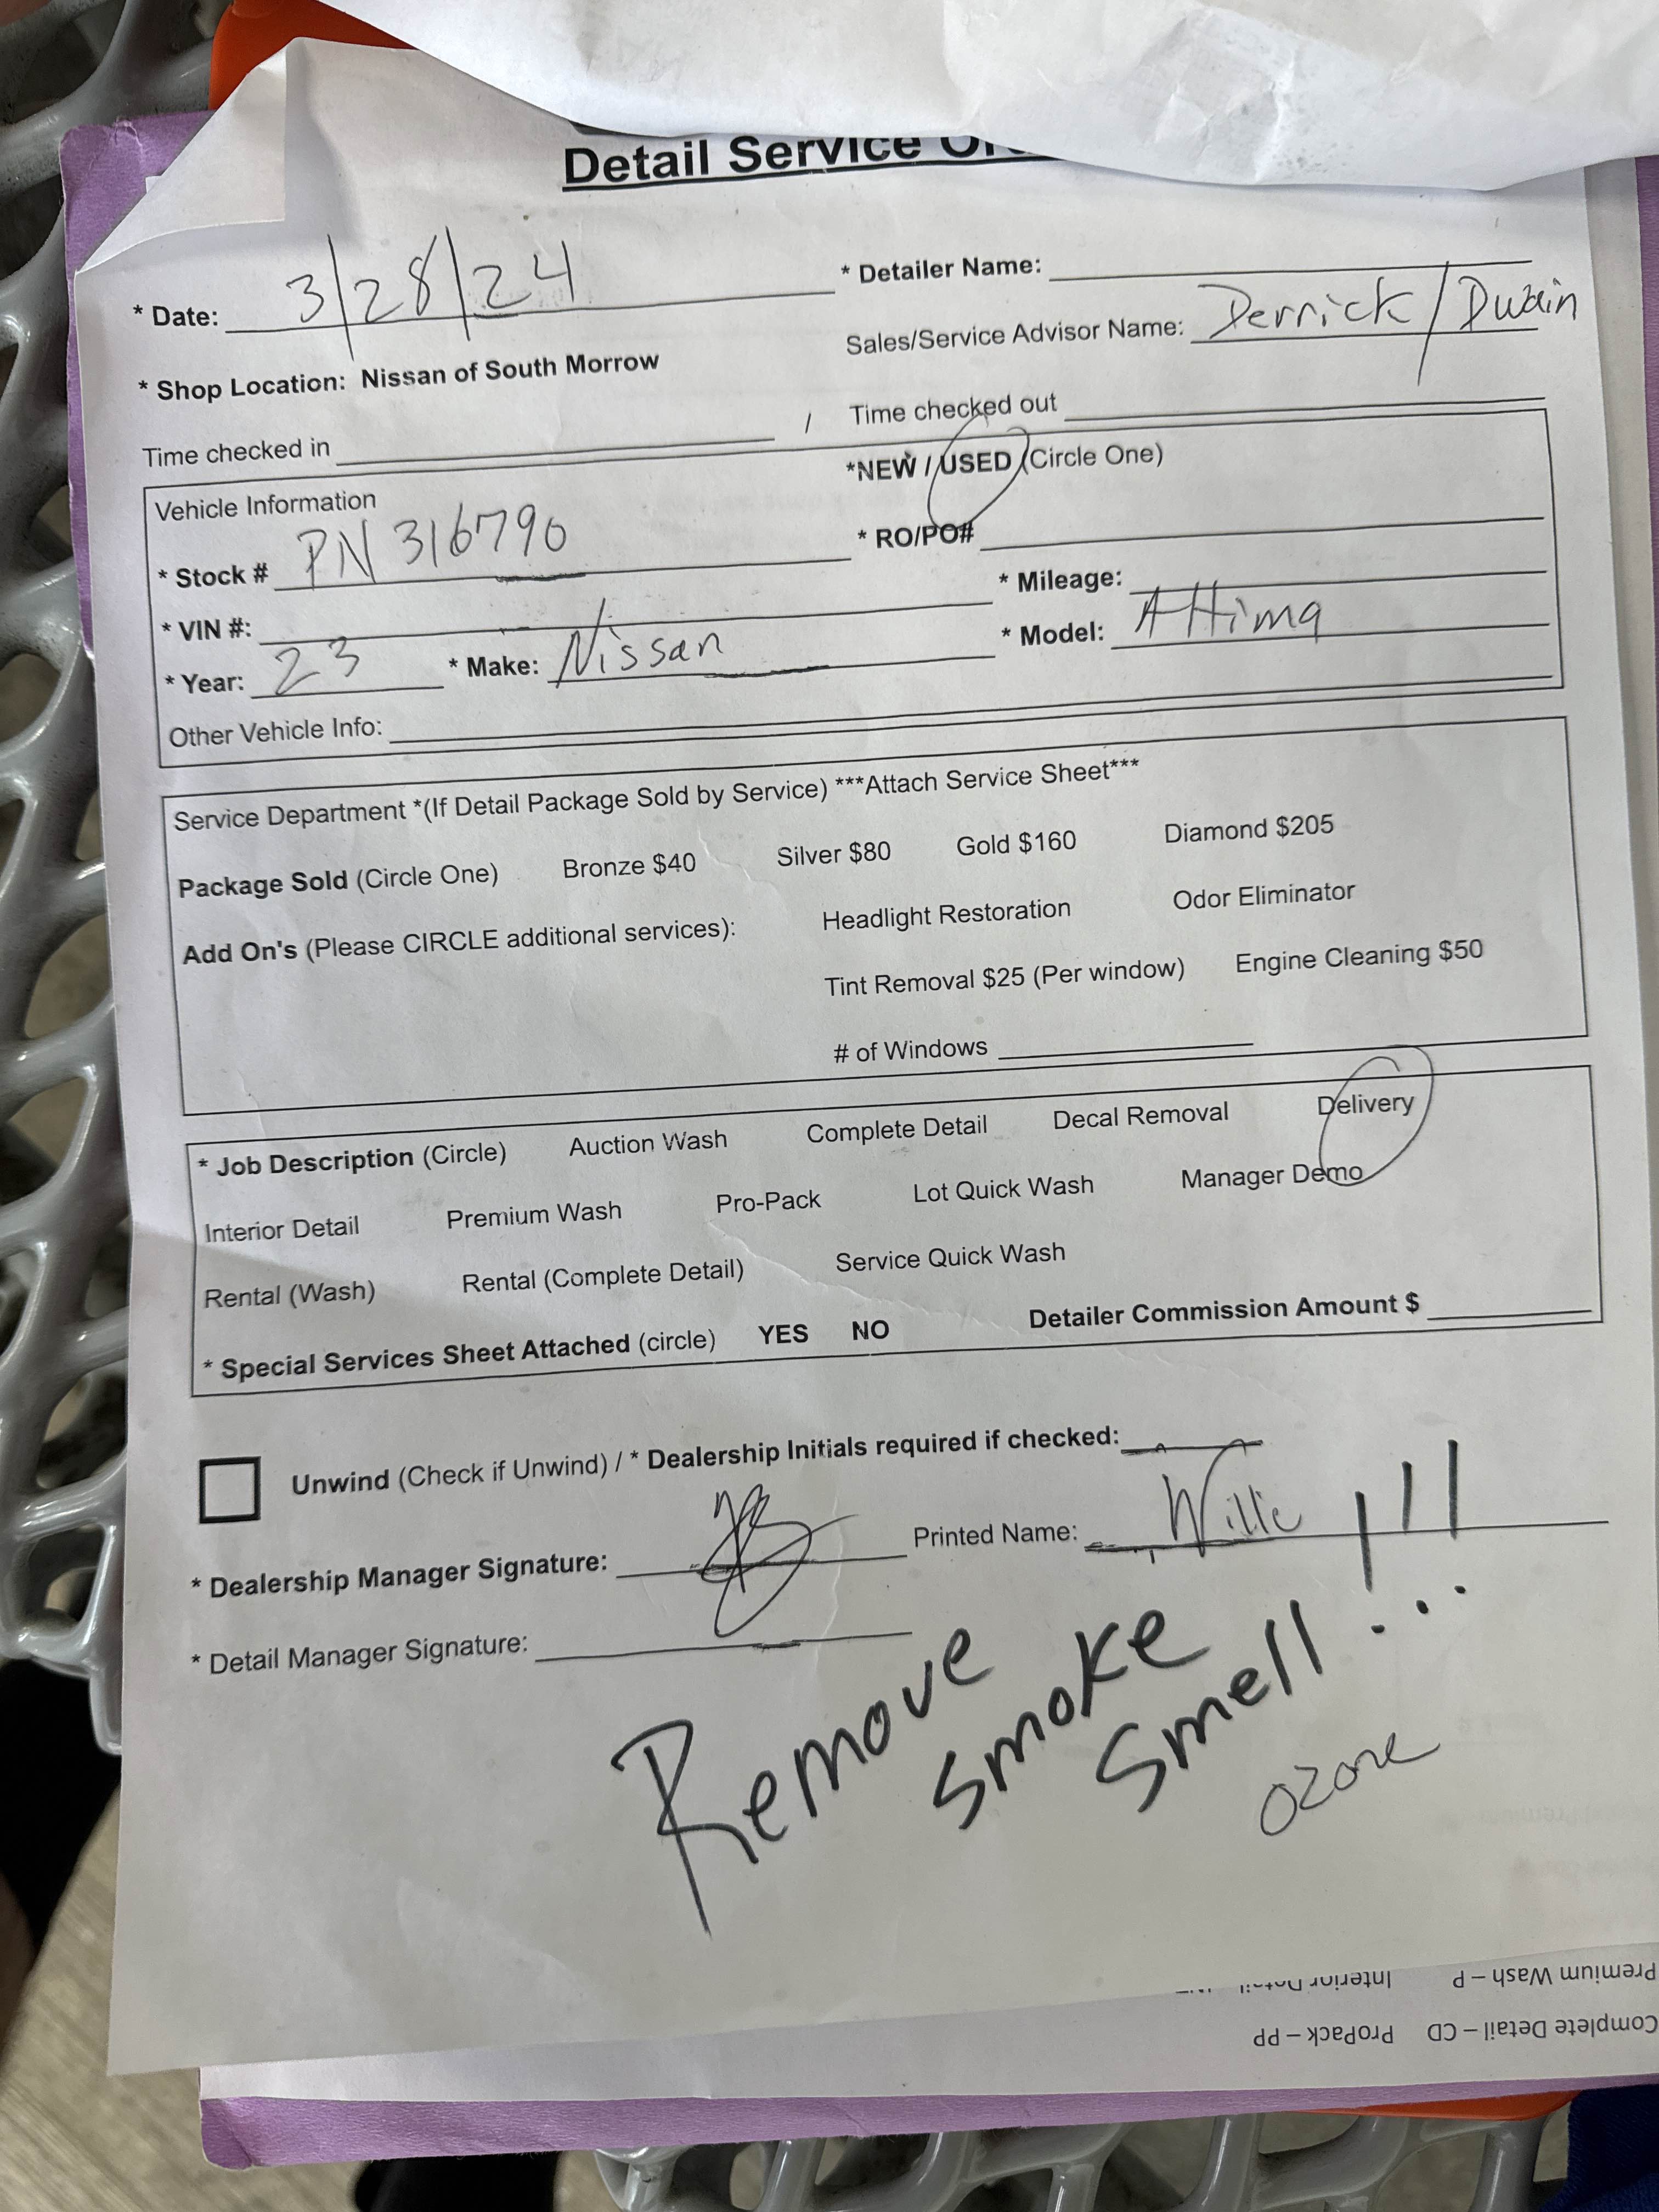 Detail Service
* Date: 3/28/24
* Detailer Name:
Sales/Service Advisor Name: Derrick/Dwain
* Shop Location: Nissan of South Morrow
Time checked in / Time checked out
Vehicle Information
*NEW / USED (Circle One)
* Stock # PN 316790
* RO/PO#
* VIN #:
* Mileage:
* Year: 23 * Make: Nissan * Model: Altima
Other Vehicle Info:
Service Department *(If Detail Package Sold by Service) ***Attach Service Sheet***
Package Sold (Circle One) Bronze $40 Silver $80 Gold $160 Diamond $205
Add On's (Please CIRCLE additional services): Headlight Restoration Odor Eliminator
Tint Removal $25 (Per window) Engine Cleaning $50
# of Windows
* Job Description (Circle) Auction Wash Complete Detail Decal Removal Delivery
Interior Detail Premium Wash Pro-Pack Lot Quick Wash Manager Demo
Rental (Wash) Rental (Complete Detail) Service Quick Wash
* Special Services Sheet Attached (circle) YES NO Detailer Commission Amount $
Unwind (Check if Unwind) / * Dealership Initials required if checked:
* Dealership Manager Signature: Printed Name: Willie
* Detail Manager Signature:
Remove
smoke
smell!!!
ozone
Complete Detail – CD ProPack – PP
Premium Wash – P Interior Detail